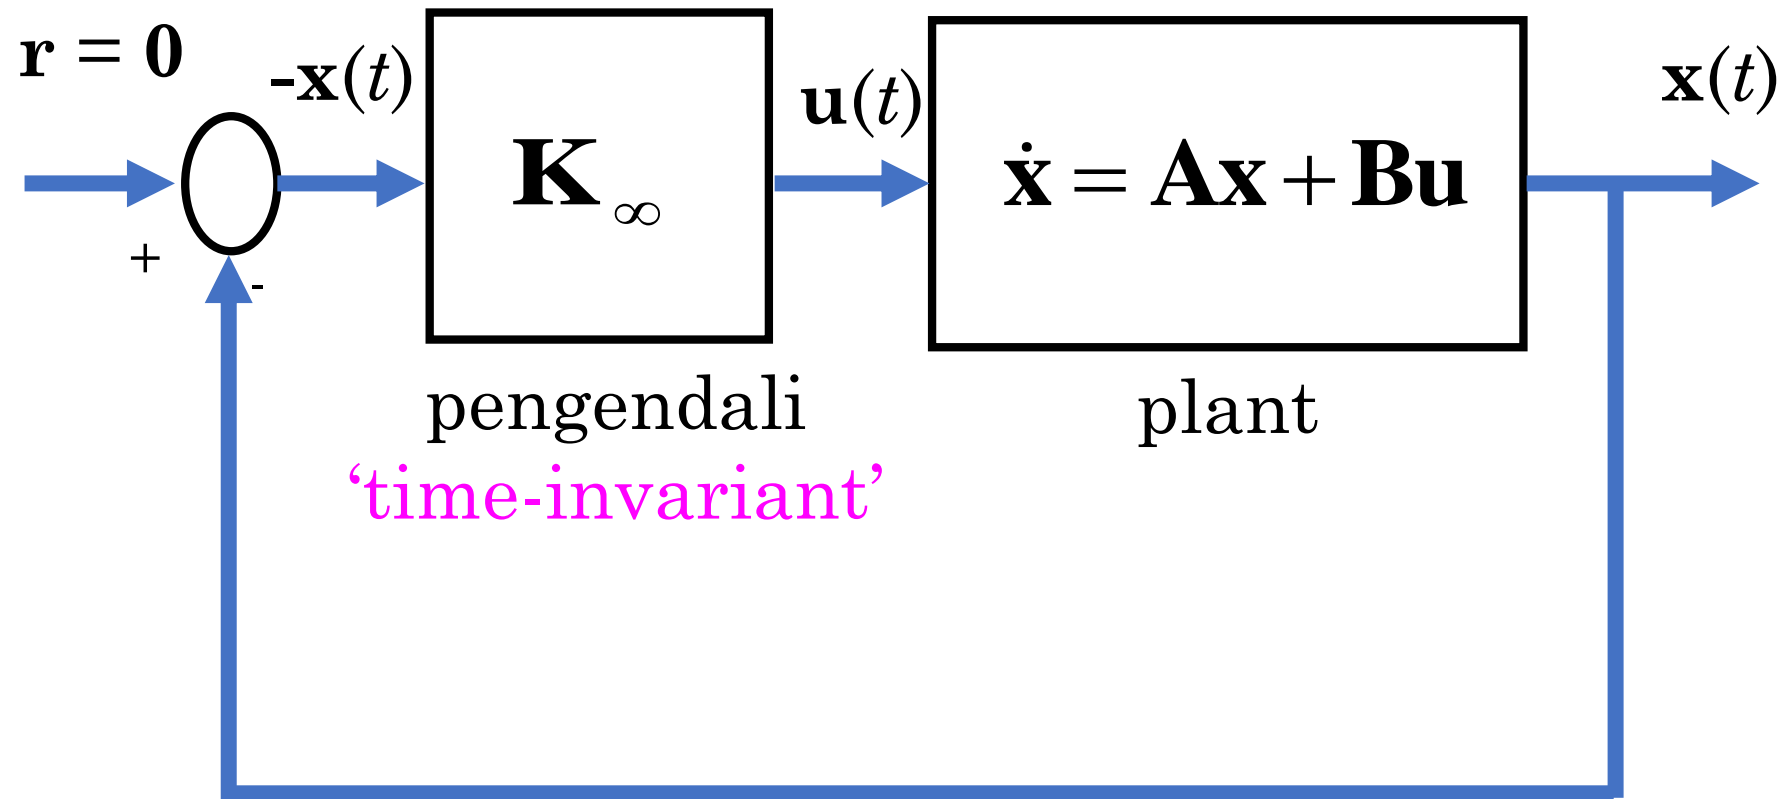 r = 0
-x(t)
u(t)
x(t)
K∞
ẋ = Ax + Bu
+
-
pengendali
plant
‘time-invariant’